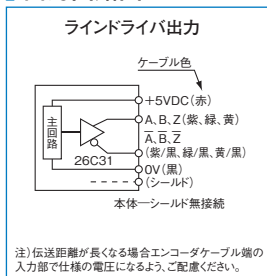 ラインドライバ出力
ケーブル色
+5VDC(赤)
A、B、Z(紫、緑、黄)
A、B、Z
(紫/黒、緑/黒、黄/黒)
0V(黒)
(シールド)
主回路
26C31
本体―シールド無接続
注)伝送距離が長くなる場合エンコーダケーブル端の
入力部で仕様の電圧になるよう、ご配慮ください。